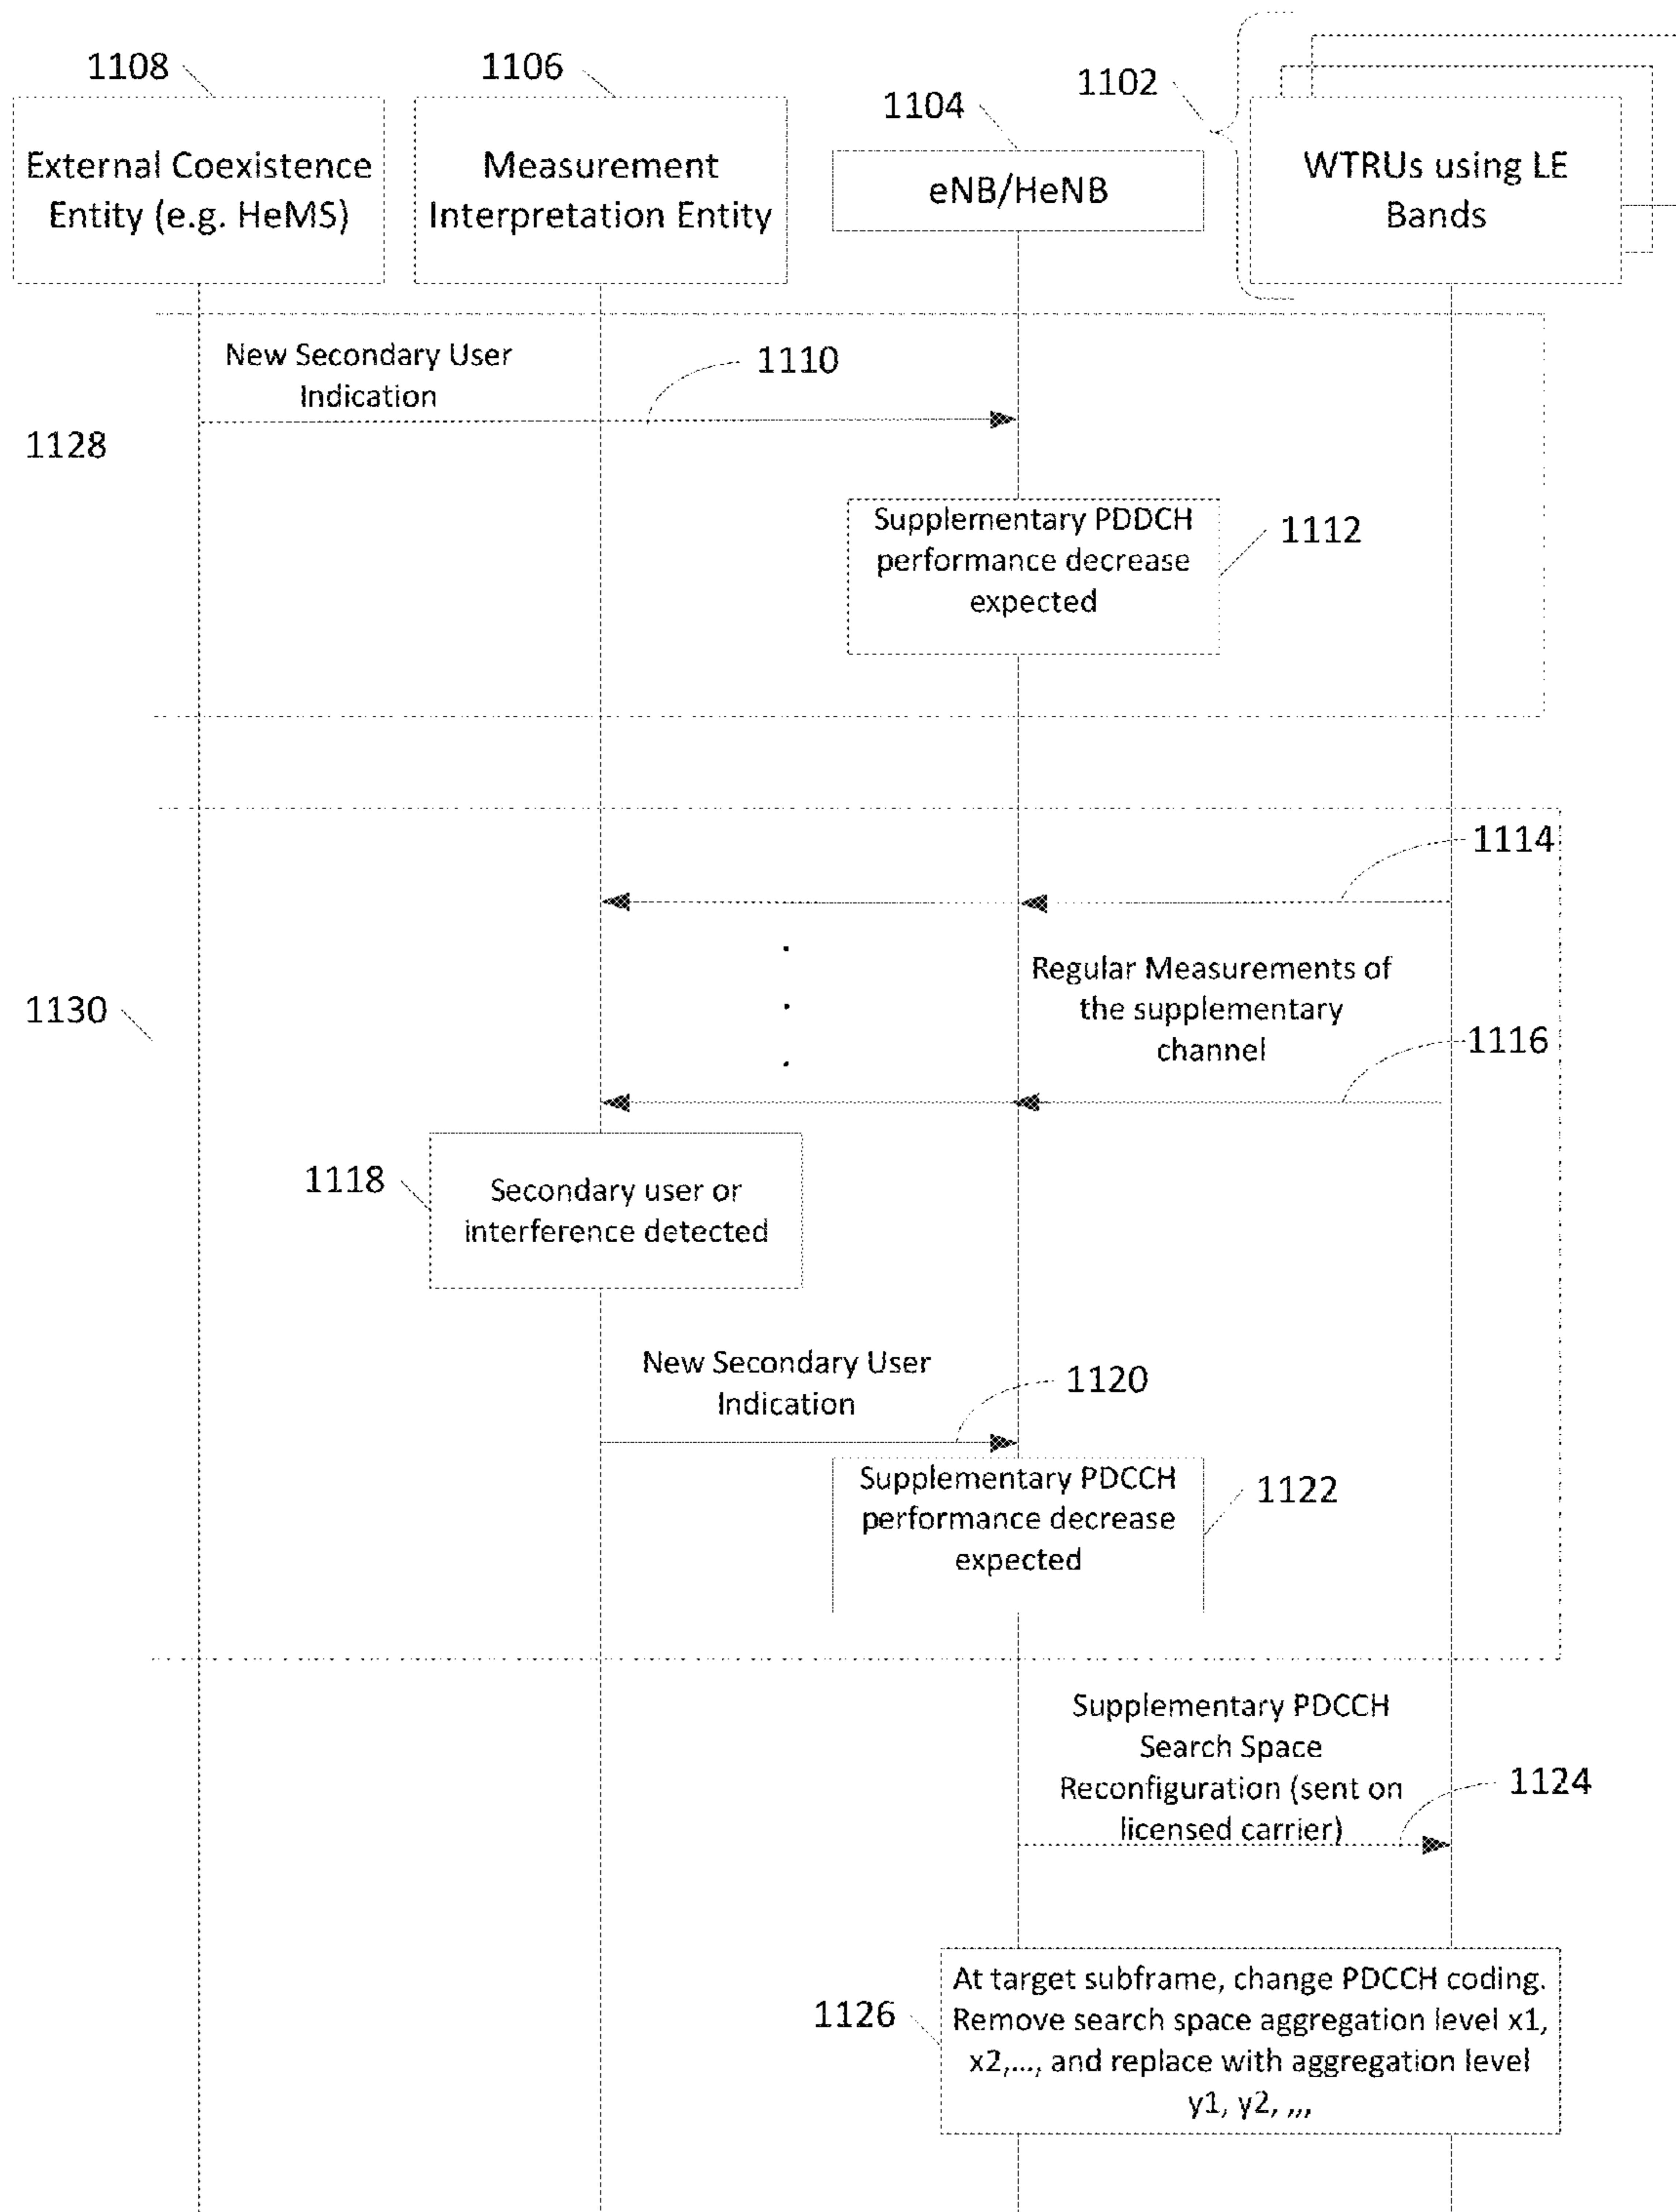 1108
1106
1104
1102
External Coexistence
Entity (e.g. HeMS)
Measurement
Interpretation Entity
eNB/HeNB
WTRUs using LE
Bands
New Secondary User
Indication
1110
1128
Supplementary PDDCH
performance decrease
expected
1112
1114
Regular Measurements of
the supplementary
channel
1130
1116
1118
Secondary user or
interference detected
New Secondary User
Indication
1120
Supplementary PDCCH
performance decrease
expected
1122
Supplementary PDCCH
Search Space
Reconfiguration (sent on
licensed carrier)
1124
1126
At target subframe, change PDCCH coding.
Remove search space aggregation level x1,
x2,..., and replace with aggregation level
y1, y2, ,,,